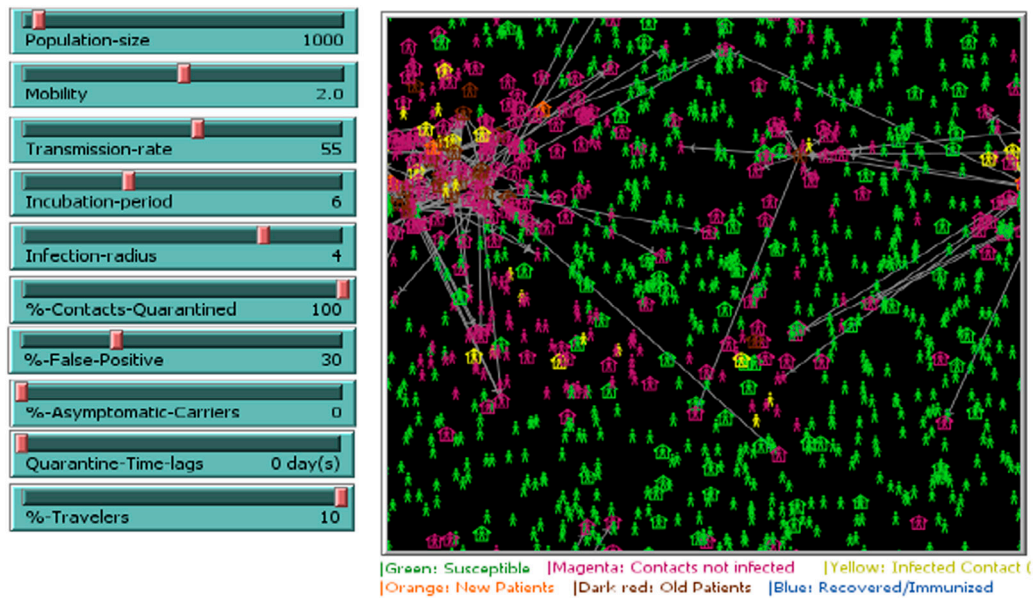 Population-size 1000
Mobility 2.0
Transmission-rate 55
Incubation-period 6
Infection-radius 4
%-Contacts-Quarantined 100
%-False-Positive 30
%-Asymptomatic-Carriers 0
Quarantine-Time-lags 0 day(s)
%-Travelers 10
|Green: Susceptible |Magenta: Contacts not infected |Yellow: Infected Contact (
|Orange: New Patients |Dark red: Old Patients |Blue: Recovered/Immunized